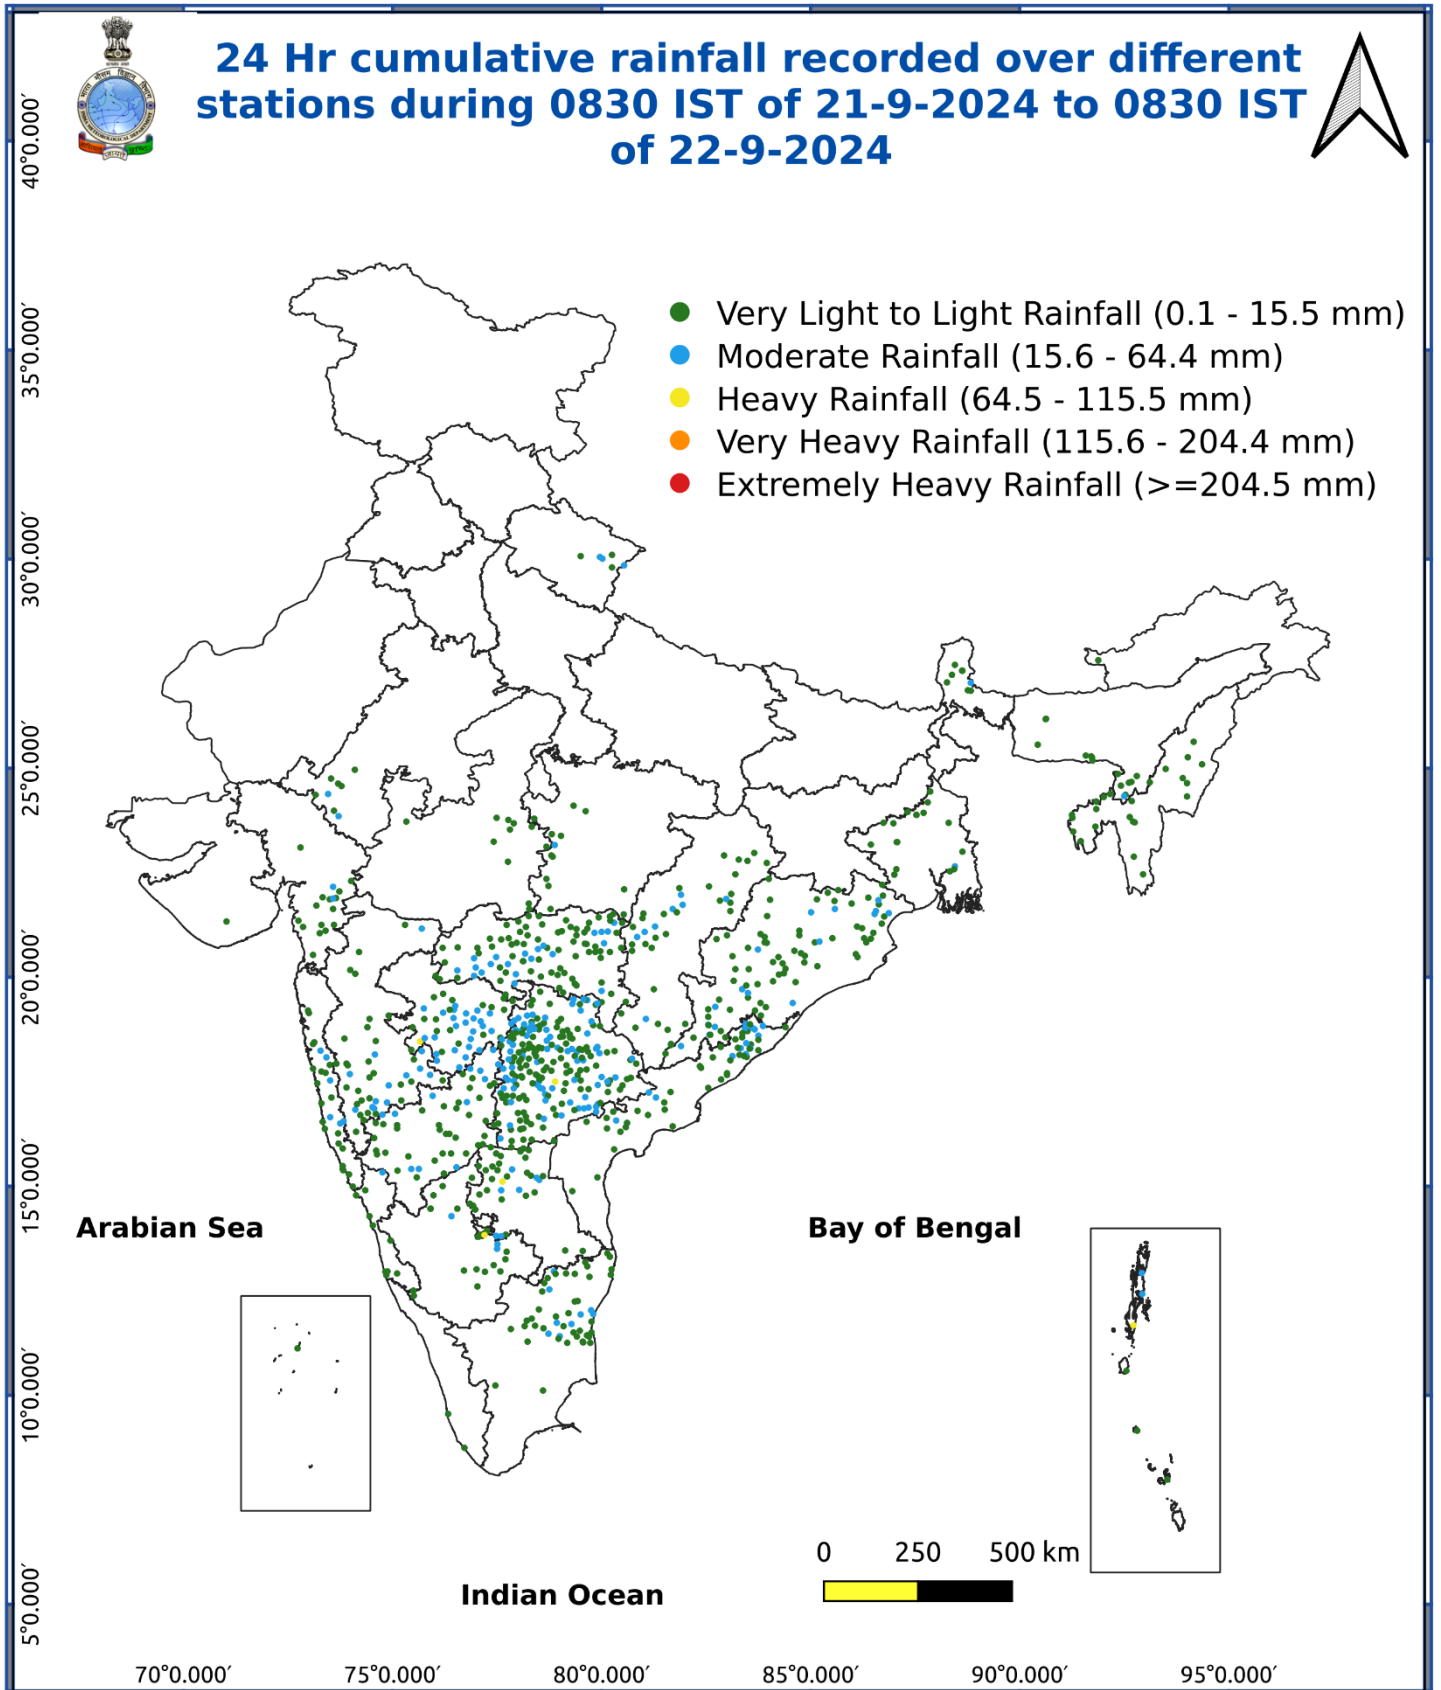 24 Hr cumulative rainfall recorded over different
stations during 0830 IST of 21-9-2024 to 0830 IST
of 22-9-2024
Very Light to Light Rainfall (0.1 - 15.5 mm)
Moderate Rainfall (15.6 - 64.4 mm)
Heavy Rainfall (64.5 - 115.5 mm)
Very Heavy Rainfall (115.6 - 204.4 mm)
Extremely Heavy Rainfall (>=204.5 mm)
40°0.000′
35°0.000′
30°0.000′
25°0.000′
20°0.000′
15°0.000′
10°0.000′
5°0.000′
Arabian Sea
Bay of Bengal
0 250 500 km
Indian Ocean
70°0.000′ 75°0.000′ 80°0.000′ 85°0.000′ 90°0.000′ 95°0.000′